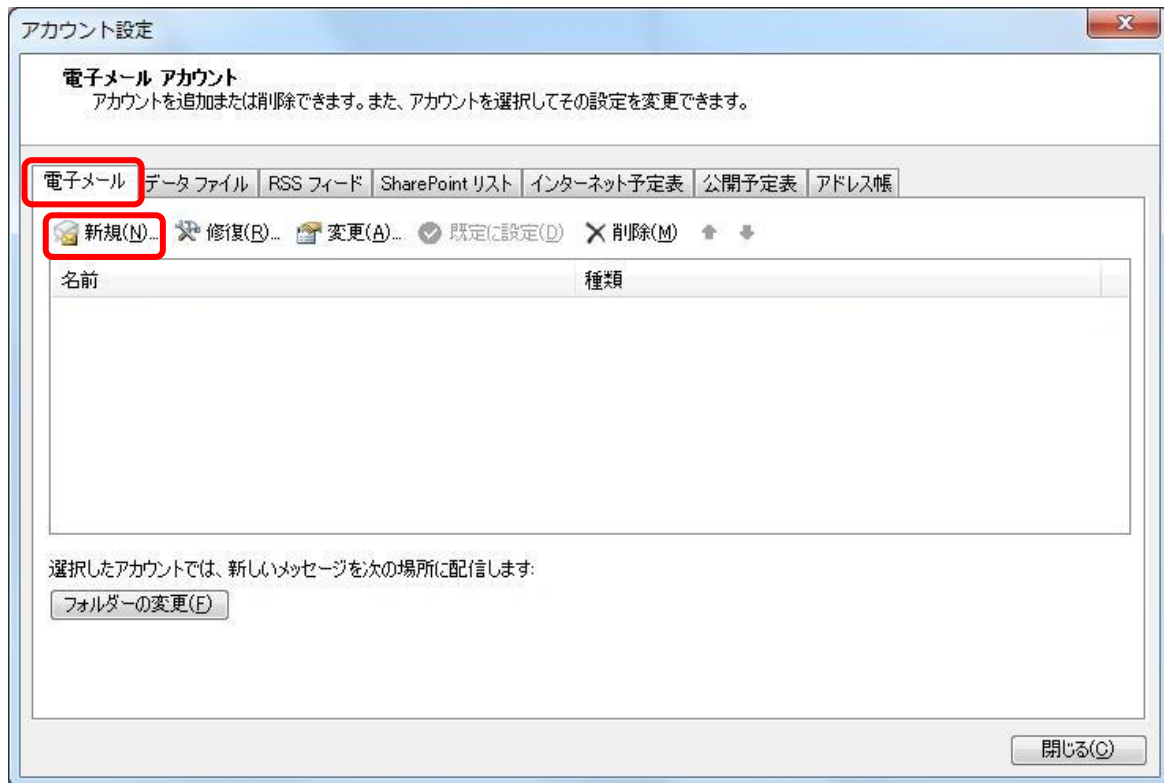 アカウント設定
電子メール アカウント
アカウントを追加または削除できます。また、アカウントを選択してその設定を変更できます。
電子メール データ ファイル RSS フィード SharePoint リスト インターネット予定表 公開予定表 アドレス帳
新規(N)... 修復(R)... 変更(A)... 既定に設定(D) 削除(M)
名前 種類
選択したアカウントでは、新しいメッセージを次の場所に配信します:
フォルダーの変更(F)
閉じる(C)